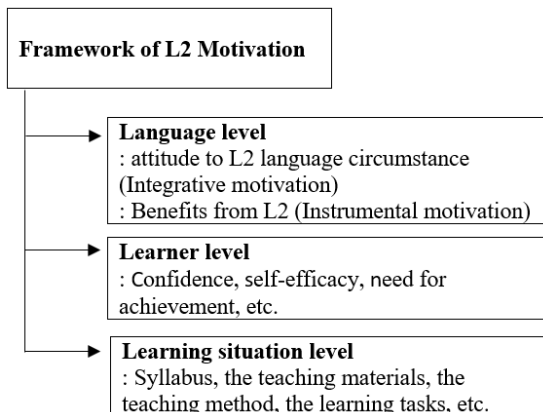 Framework of L2 Motivation
Language level
: attitude to L2 language circumstance
(Integrative motivation)
: Benefits from L2 (Instrumental motivation)
Learner level
: Confidence, self-efficacy, need for
achievement, etc.
Learning situation level
: Syllabus, the teaching materials, the
teaching method, the learning tasks, etc.